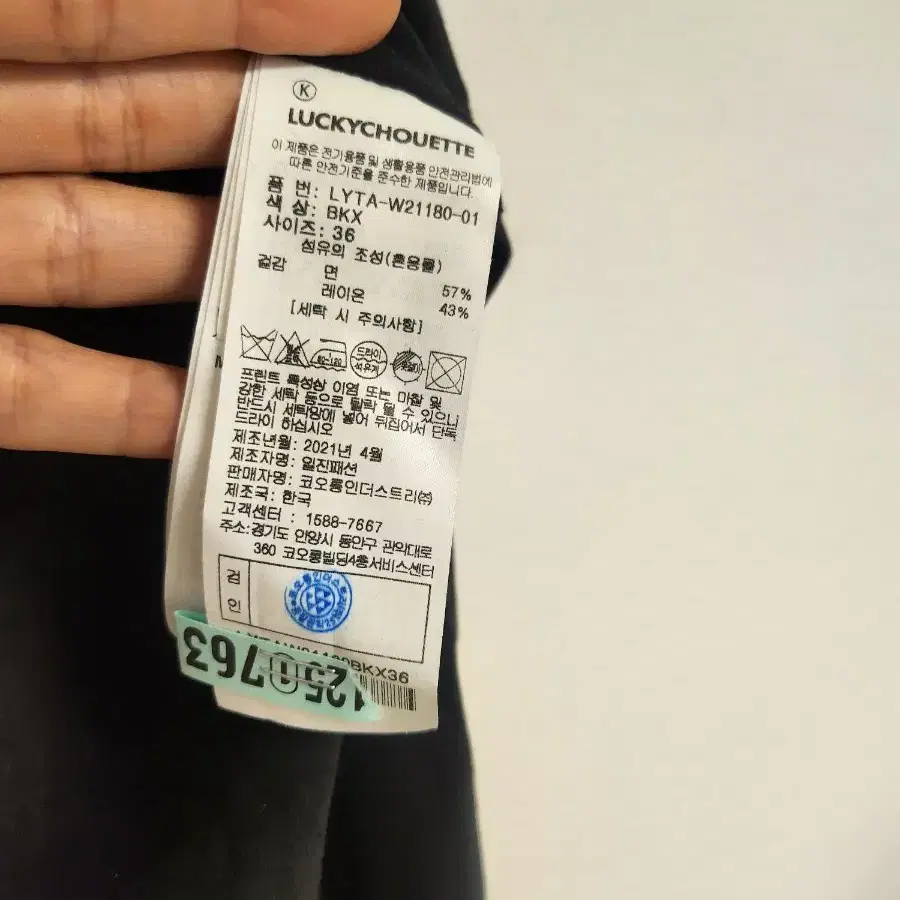 K
LUCKYCHOUETTE
이 제품은 전기용품 및 생활용품 안전관리법에
따른 안전기준을 준수한 제품입니다.
품 번: LYTA-W21180-01
색 상: BKX
사이즈: 36
섬유의 조성(혼용률)
겉감 면 57%
레이온 43%
[세탁 시 주의사항]
80~120
드라이
석유계
프린트 특성상 이염 또는 마찰 및
강한 세탁 등으로 탈락 될 수 있으니
반드시 세탁망에 넣어 뒤집어서 단독
드라이 하십시오
제조년월: 2021년 4월
제조자명: 일진패션
판매자명: 코오롱인더스트리㈜
제조국: 한국
고객센터 : 1588-7667
주소:경기도 안양시 동안구 관악대로
360 코오롱빌딩4층서비스센터
검
인
BKX36
125 1 763